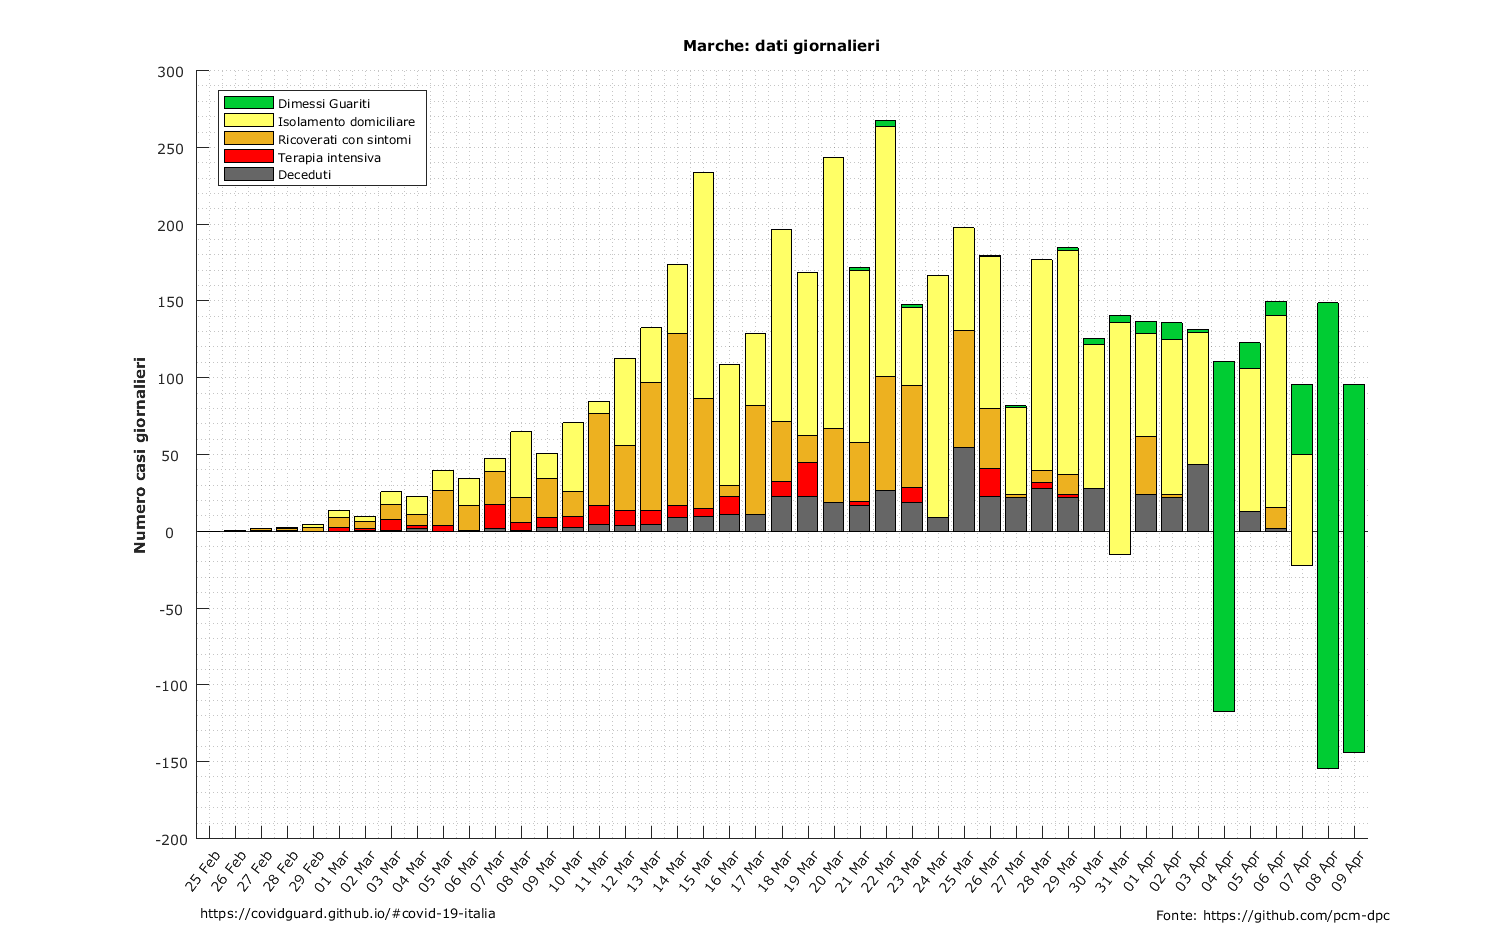 Marche: dati giornalieri
Numero casi giornalieri
300
250
200
150
100
50
0
-50
-100
-150
-200
Dimessi Guariti
Isolamento domiciliare
Ricoverati con sintomi
Terapia intensiva
Deceduti
25 Feb
26 Feb
27 Feb
28 Feb
29 Feb
01 Mar
02 Mar
03 Mar
04 Mar
05 Mar
06 Mar
07 Mar
08 Mar
09 Mar
10 Mar
11 Mar
12 Mar
13 Mar
14 Mar
15 Mar
16 Mar
17 Mar
18 Mar
19 Mar
20 Mar
21 Mar
22 Mar
23 Mar
24 Mar
25 Mar
26 Mar
27 Mar
28 Mar
29 Mar
30 Mar
31 Mar
01 Apr
02 Apr
03 Apr
04 Apr
05 Apr
06 Apr
07 Apr
08 Apr
09 Apr
https://covidguard.github.io/#covid-19-italia
Fonte: https://github.com/pcm-dpc